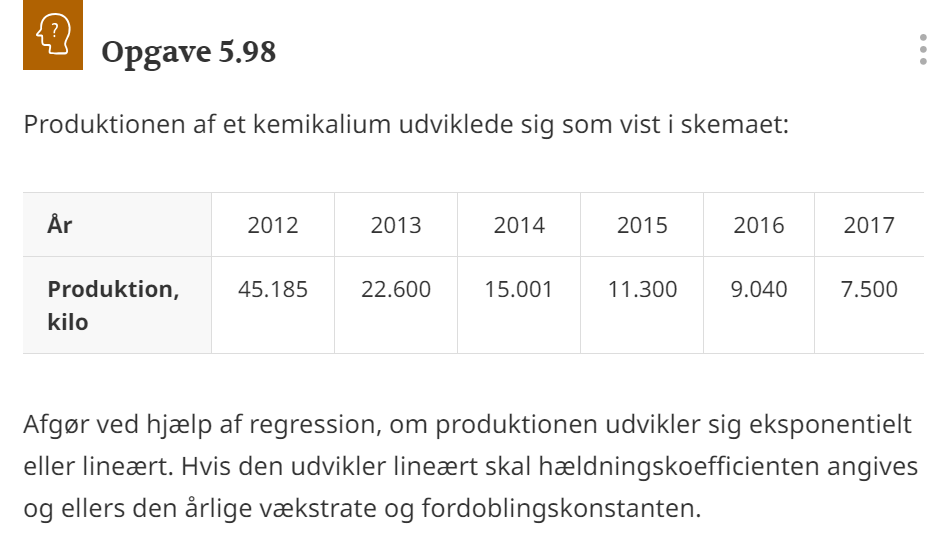 ?
Opgave 5.98
Produktionen af et kemikalium udviklede sig som vist i skemaet:
År 2012 2013 2014 2015 2016 2017
Produktion, kilo 45.185 22.600 15.001 11.300 9.040 7.500
Afgør ved hjælp af regression, om produktionen udvikler sig eksponentielt
eller lineært. Hvis den udvikler lineært skal hældningskoefficienten angives
og ellers den årlige vækstrate og fordoblingskonstanten.